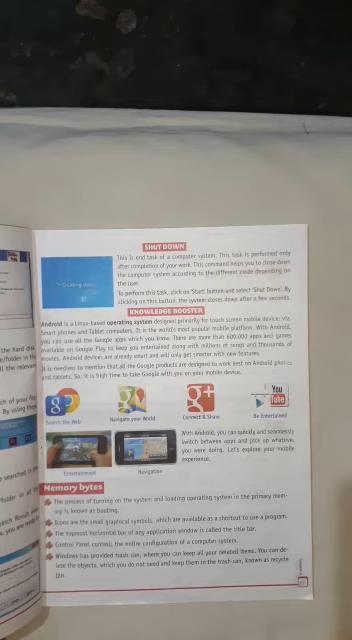 SHUT DOWN
This is end task of a computer system. This task is performed only
after completion of your work. This command helps you to close down
the computer system according to the different mode depending on
the user.
To perform this task, click on 'Start' button and select 'Shut Down'. By
clicking on this button, the system closes down after a few seconds.
KNOWLEDGE BOOSTER
Android is a Linux-based operating system designed primarily for touch screen mobile device; viz.
Smart phones and Tablet computers. It is the world's most popular mobile platform. With Android,
you can use all the Google apps which you know. There are more than 600,000 apps and games
available on Google Play to keep you entertained along with millions of songs and thousands of
movies. Android devices are already smart and will only get smarter with new features.
It is needless to mention that all the Google products are designed to work best on Android phones
and tablets. So, it is high time to take Google with you on your mobile device.
You
Tube
Search the Web
Navigate your World
Connect & Share
Be Entertained
With Android, you can quickly and seamlessly
switch between apps and pick up whatever
you were doing. Let's explore your mobile
experience.
Entertainment
Navigation
Memory bytes
The process of turning on the system and loading operating system in the primary mem-
ory is known as booting.
Icons are the small graphical symbols, which are available as a shortcut to use a program.
The topmost horizontal bar of any application window is called the title bar.
Control Panel controls the entire configuration of a computer system.
Windows has provided trash can, where you can keep all your deleted items. You can de-
lete the objects, which you do not need and keep them in the trash can, known as recycle
bin.
the hard disk